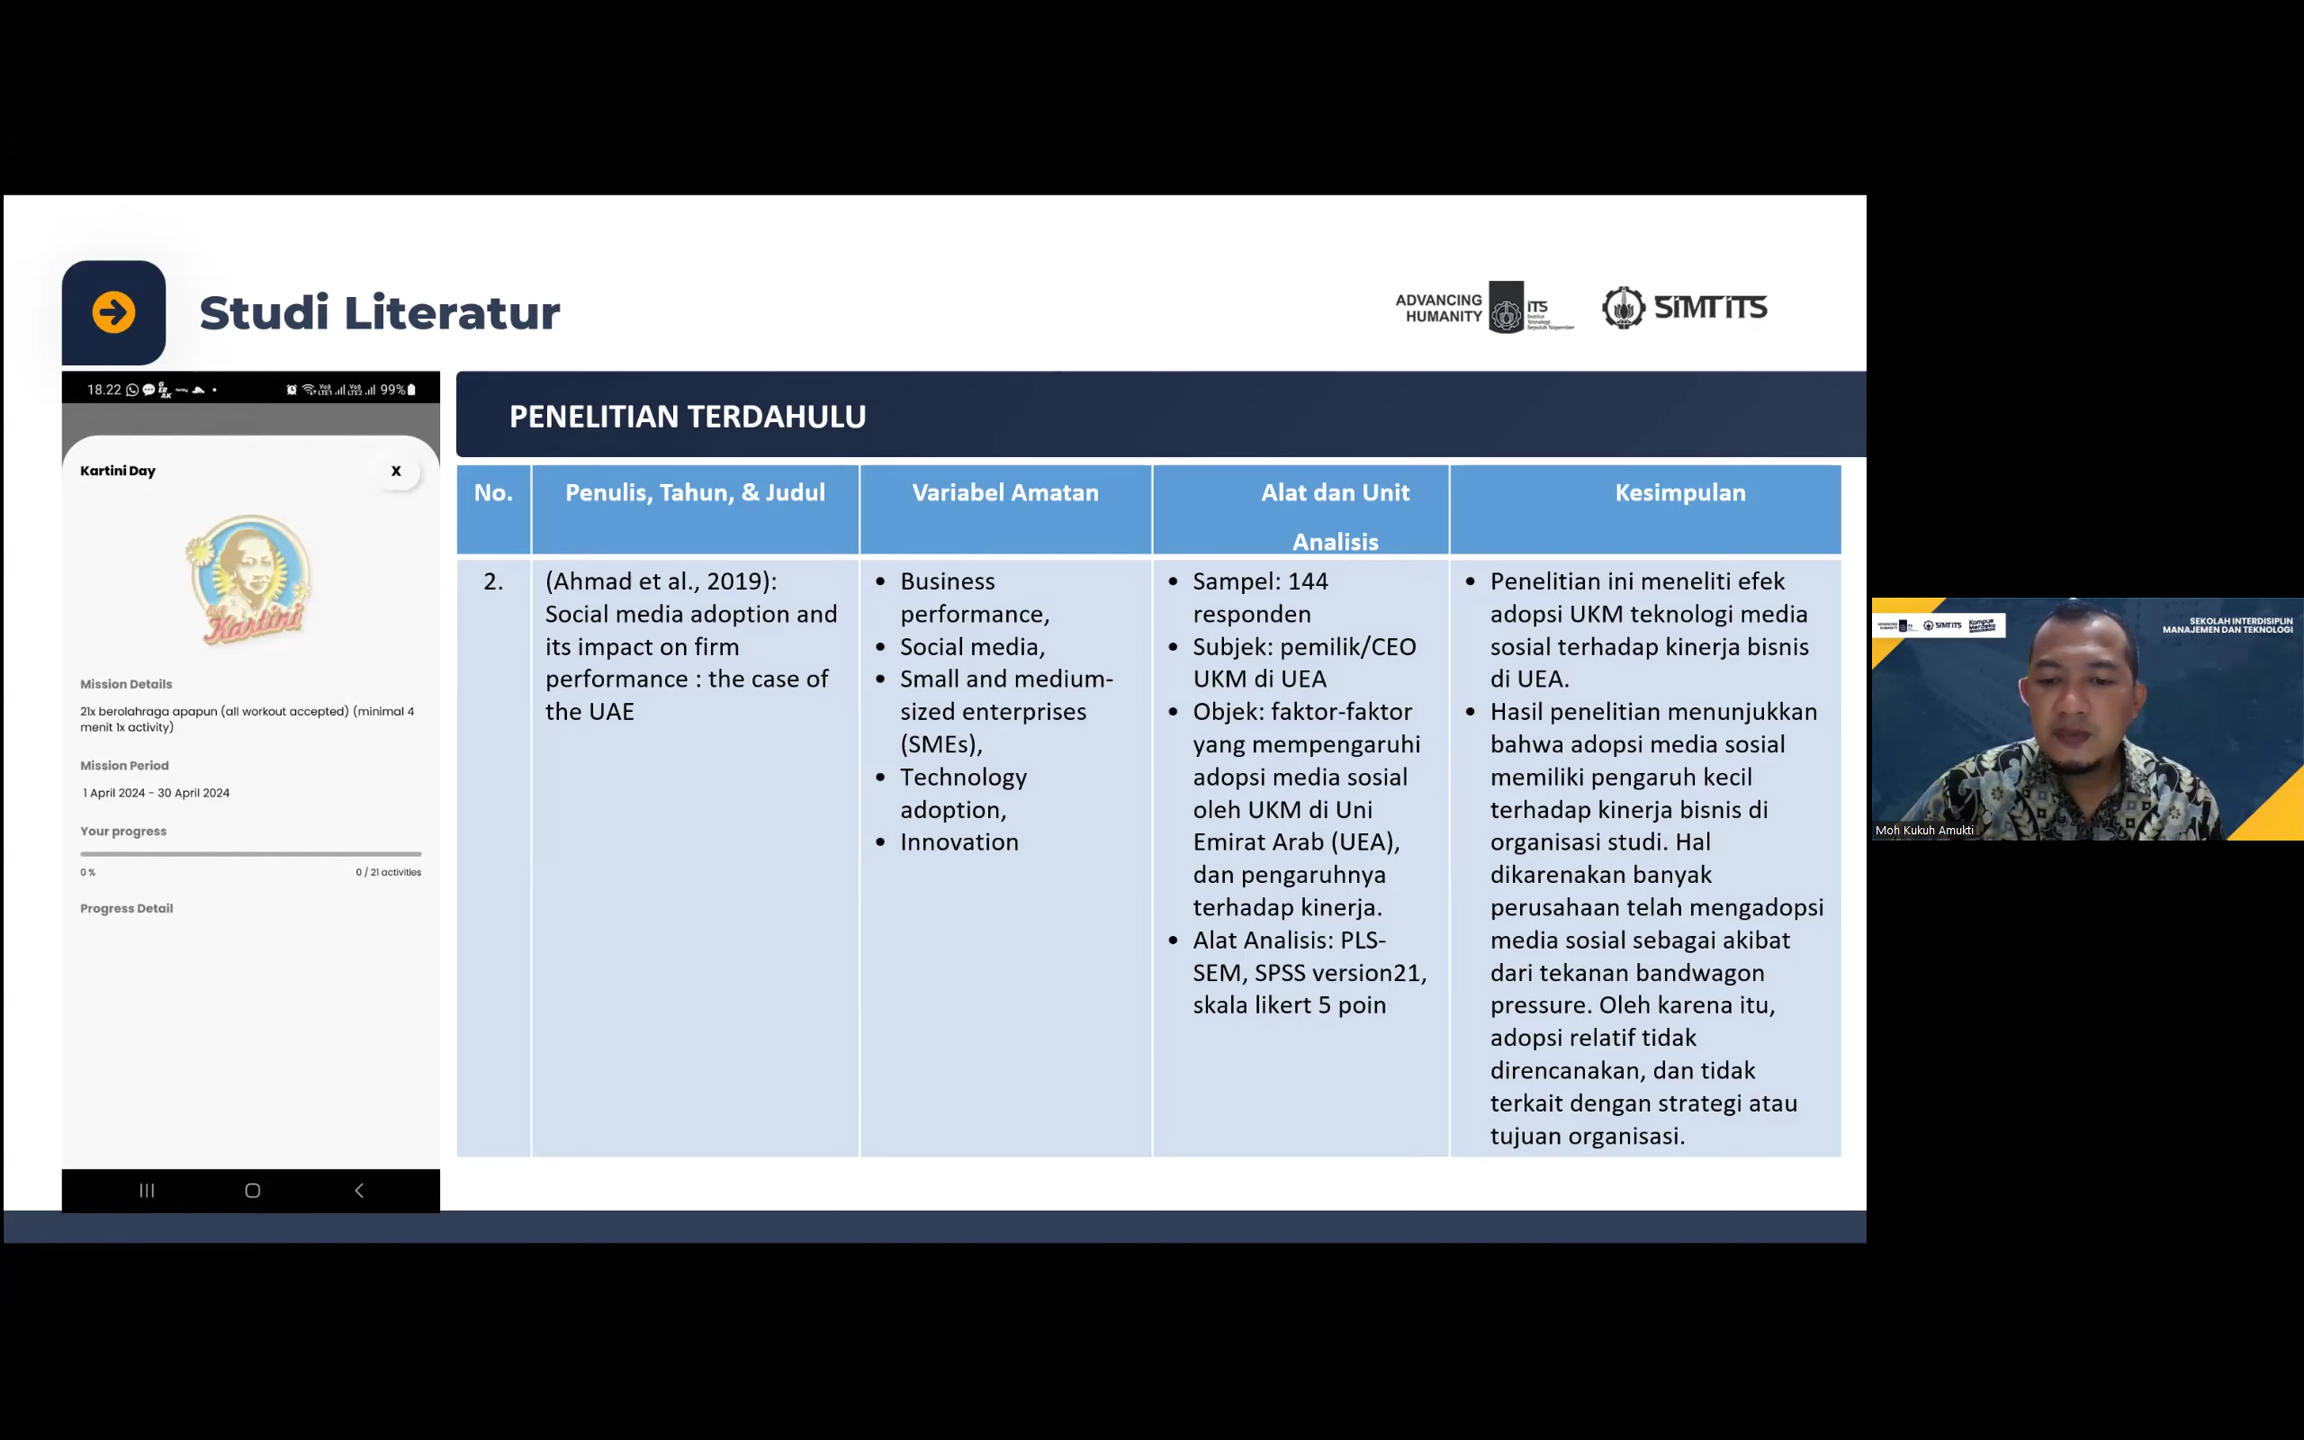 Studi Literatur
ADVANCING
HUMANITY
ITS
Institut
Teknologi
Sepuluh Nopember
SIMT ITS
18.22
99%
Kartini Day
X
Kartini
Mission Details
21x berolahraga apapun (all workout accepted) (minimal 4
menit 1x activity)
Mission Period
1 April 2024 - 30 April 2024
Your progress
0 %
0 / 21 activities
Progress Detail
PENELITIAN TERDAHULU
No.
Penulis, Tahun, & Judul
Variabel Amatan
Alat dan Unit
Analisis
Kesimpulan
2.
(Ahmad et al., 2019):
Social media adoption and
its impact on firm
performance : the case of
the UAE
• Business
performance,
• Social media,
• Small and medium-
sized enterprises
(SMEs),
• Technology
adoption,
• Innovation
• Sampel: 144
responden
• Subjek: pemilik/CEO
UKM di UEA
• Objek: faktor-faktor
yang mempengaruhi
adopsi media sosial
oleh UKM di Uni
Emirat Arab (UEA),
dan pengaruhnya
terhadap kinerja.
• Alat Analisis: PLS-
SEM, SPSS version21,
skala likert 5 poin
• Penelitian ini meneliti efek
adopsi UKM teknologi media
sosial terhadap kinerja bisnis
di UEA.
• Hasil penelitian menunjukkan
bahwa adopsi media sosial
memiliki pengaruh kecil
terhadap kinerja bisnis di
organisasi studi. Hal
dikarenakan banyak
perusahaan telah mengadopsi
media sosial sebagai akibat
dari tekanan bandwagon
pressure. Oleh karena itu,
adopsi relatif tidak
direncanakan, dan tidak
terkait dengan strategi atau
tujuan organisasi.
SIMT ITS
Kampus
Merdeka
SEKOLAH INTERDISIPLIN
MANAJEMEN DAN TEKNOLOGI
Moh Kukuh Amukti